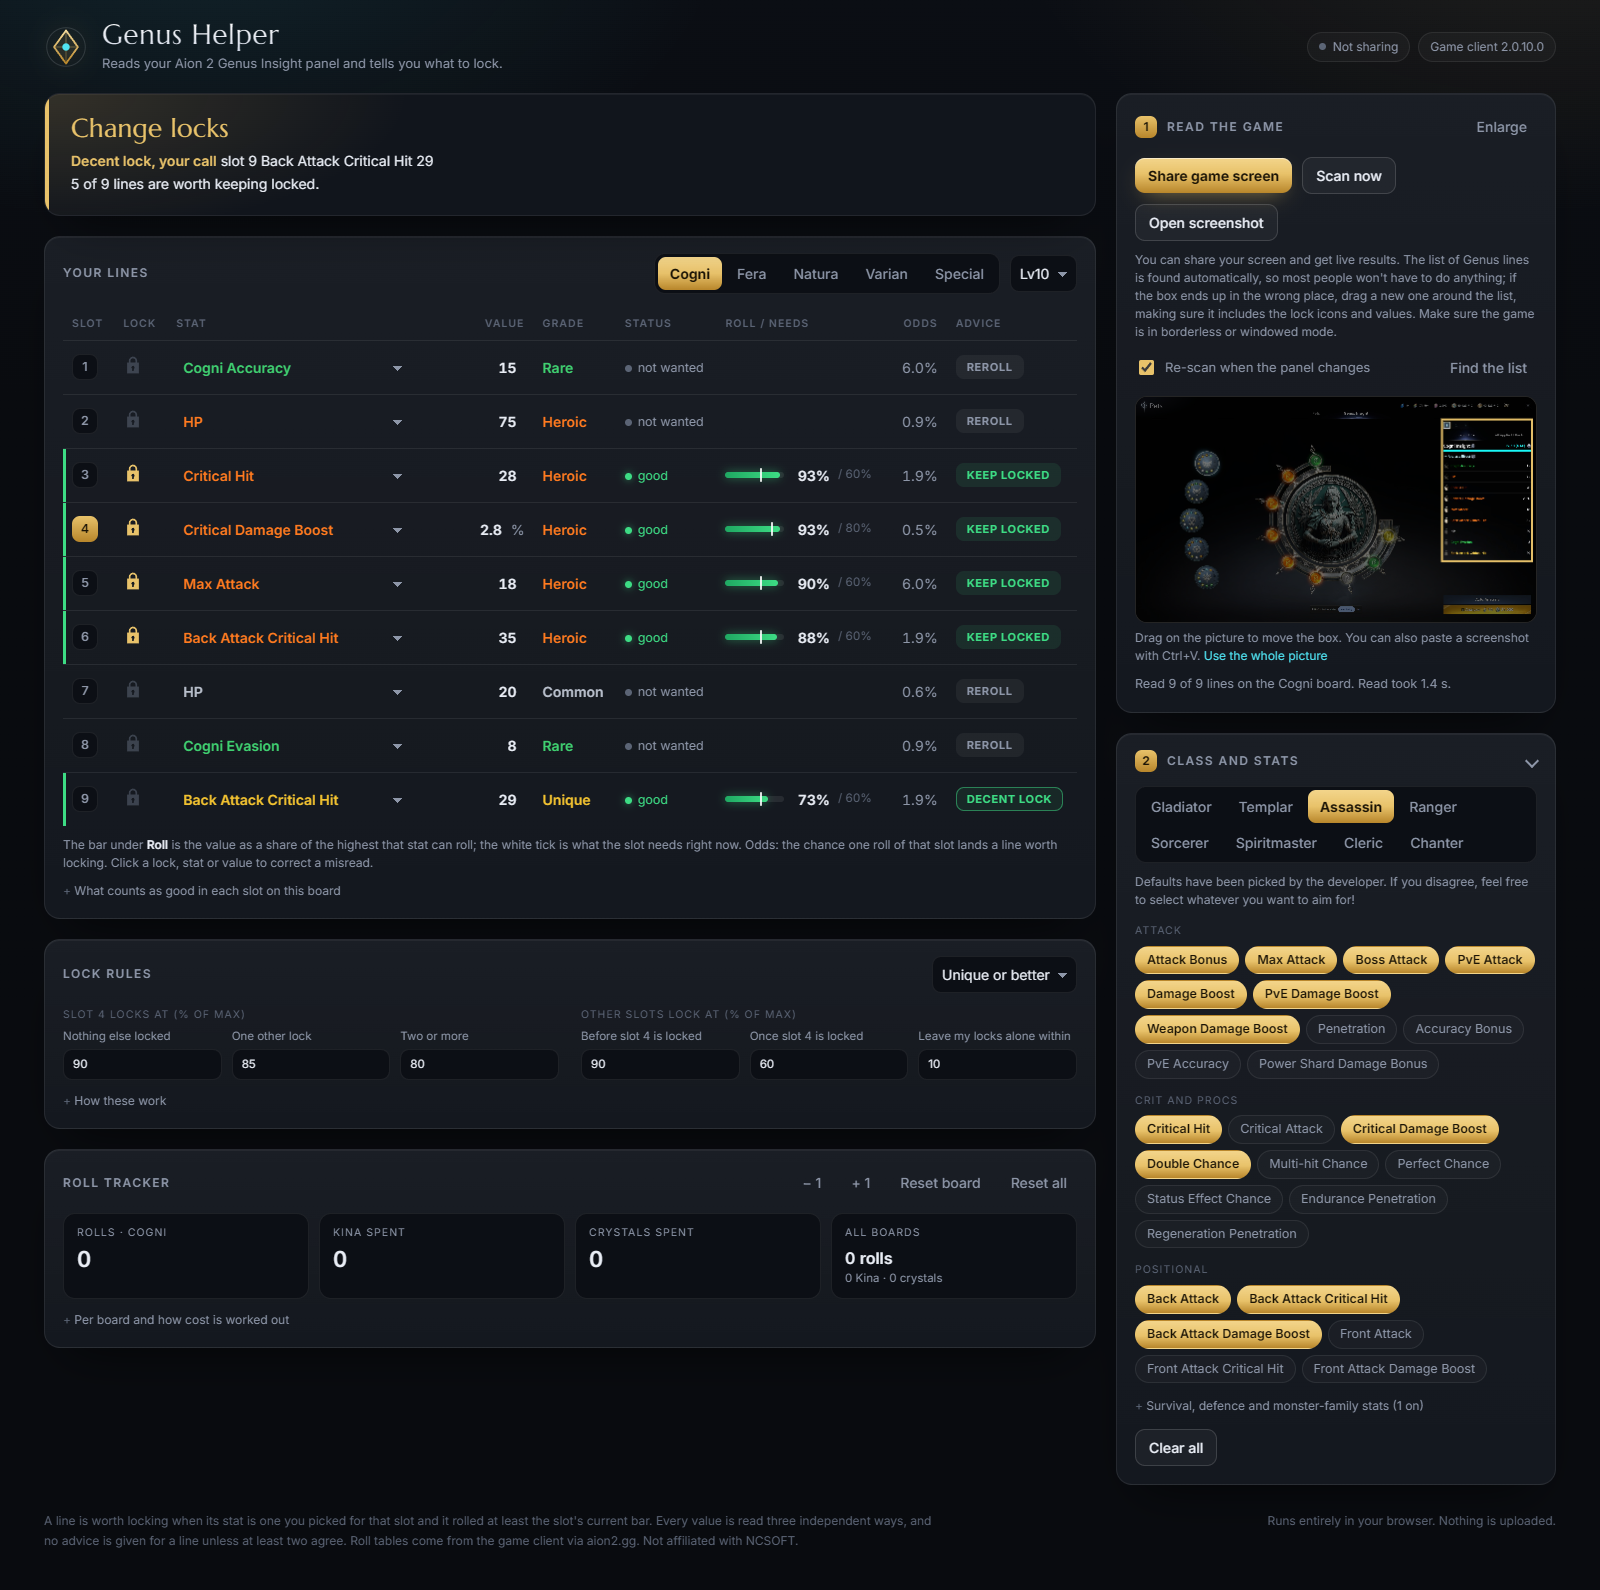 Genus Helper
Reads your Aion 2 Genus Insight panel and tells you what to lock.
Not sharing
Game client 2.0.10.0
Change locks
Decent lock, your call slot 9 Back Attack Critical Hit 29
5 of 9 lines are worth keeping locked.
YOUR LINES
Cogni Fera Natura Varian Special Lv10
SLOT LOCK STAT VALUE GRADE STATUS ROLL / NEEDS ODDS ADVICE
1 Cogni Accuracy 15 Rare not wanted 6.0% REROLL
2 HP 75 Heroic not wanted 0.9% REROLL
3 Critical Hit 28 Heroic good 93% / 60% 1.9% KEEP LOCKED
4 Critical Damage Boost 2.8 % Heroic good 93% / 80% 0.5% KEEP LOCKED
5 Max Attack 18 Heroic good 90% / 60% 6.0% KEEP LOCKED
6 Back Attack Critical Hit 35 Heroic good 88% / 60% 1.9% KEEP LOCKED
7 HP 20 Common not wanted 0.6% REROLL
8 Cogni Evasion 8 Rare not wanted 0.9% REROLL
9 Back Attack Critical Hit 29 Unique good 73% / 60% 1.9% DECENT LOCK
The bar under Roll is the value as a share of the highest that stat can roll; the white tick is what the slot needs right now. Odds: the chance one roll of that slot lands a line worth
locking. Click a lock, stat or value to correct a misread.
+ What counts as good in each slot on this board
LOCK RULES
Unique or better
SLOT 4 LOCKS AT (% OF MAX)
OTHER SLOTS LOCK AT (% OF MAX)
Nothing else locked One other lock Two or more Before slot 4 is locked Once slot 4 is locked Leave my locks alone within
90 85 80 90 60 10
+ How these work
ROLL TRACKER
− 1 + 1 Reset board Reset all
ROLLS · COGNI
0
KINA SPENT
0
CRYSTALS SPENT
0
ALL BOARDS
0 rolls
0 Kina · 0 crystals
+ Per board and how cost is worked out
1 READ THE GAME
Enlarge
Share game screen
Scan now
Open screenshot
You can share your screen and get live results. The list of Genus lines
is found automatically, so most people won't have to do anything; if
the box ends up in the wrong place, drag a new one around the list,
making sure it includes the lock icons and values. Make sure the game
is in borderless or windowed mode.
Re-scan when the panel changes
Find the list
Drag on the picture to move the box. You can also paste a screenshot
with Ctrl+V. Use the whole picture
Read 9 of 9 lines on the Cogni board. Read took 1.4 s.
2 CLASS AND STATS
Gladiator Templar Assassin Ranger
Sorcerer Spiritmaster Cleric Chanter
Defaults have been picked by the developer. If you disagree, feel free
to select whatever you want to aim for!
ATTACK
Attack Bonus Max Attack Boss Attack PvE Attack
Damage Boost PvE Damage Boost
Weapon Damage Boost Penetration Accuracy Bonus
PvE Accuracy Power Shard Damage Bonus
CRIT AND PROCS
Critical Hit Critical Attack Critical Damage Boost
Double Chance Multi-hit Chance Perfect Chance
Status Effect Chance Endurance Penetration
Regeneration Penetration
POSITIONAL
Back Attack Back Attack Critical Hit
Back Attack Damage Boost Front Attack
Front Attack Critical Hit Front Attack Damage Boost
+ Survival, defence and monster-family stats (1 on)
Clear all
A line is worth locking when its stat is one you picked for that slot and it rolled at least the slot's current bar. Every value is read three independent ways, and
no advice is given for a line unless at least two agree. Roll tables come from the game client via aion2.gg. Not affiliated with NCSOFT.
Runs entirely in your browser. Nothing is uploaded.